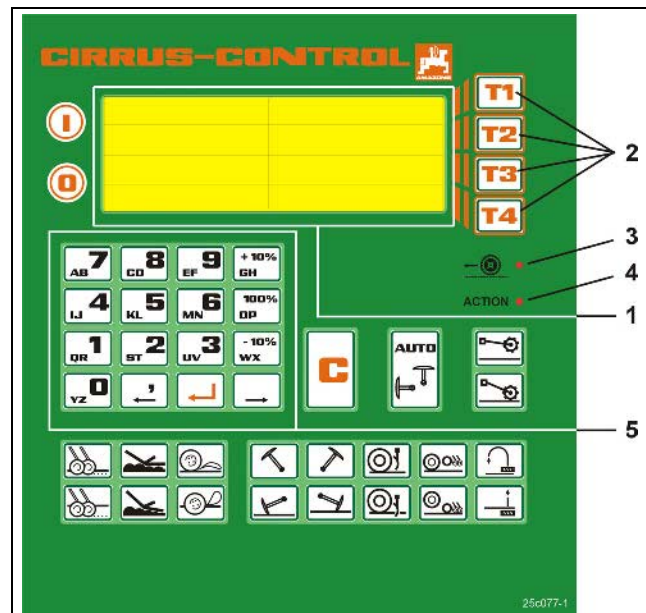 CIRRUS-CONTROL
AMAZONE
I
O
T1
T2
T3
T4
2
3
ACTION
4
1
7 AB
8 CD
9 EF
+10% GH
4 IJ
5 KL
6 MN
100% OP
1 QR
2 ST
3 UV
-10% WX
0 YZ
,
C
AUTO
5
25c077-1